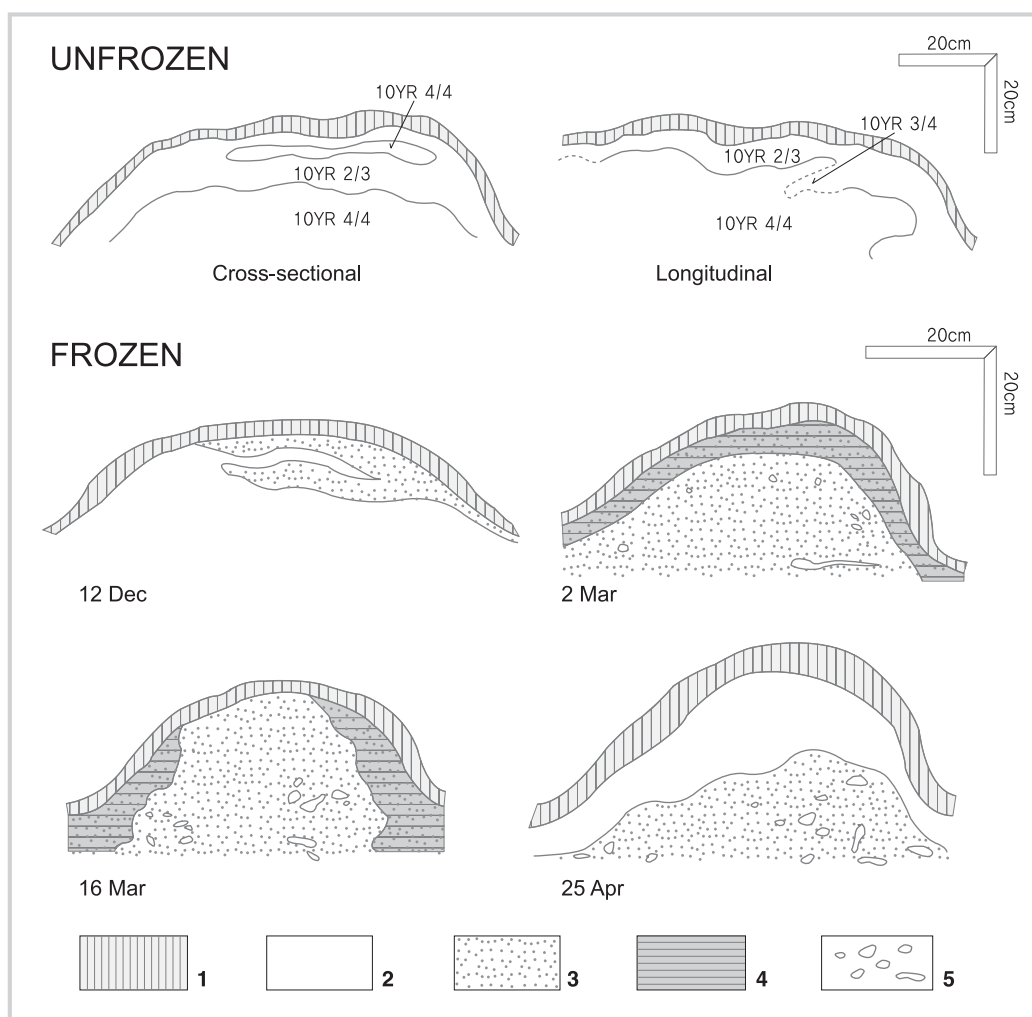 UNFROZEN
20cm
20cm
10YR 4/4
10YR 2/3
10YR 4/4
Cross-sectional
10YR 3/4
10YR 2/3
10YR 4/4
Longitudinal
FROZEN
20cm
20cm
12 Dec
2 Mar
16 Mar
25 Apr
1
2
3
4
5